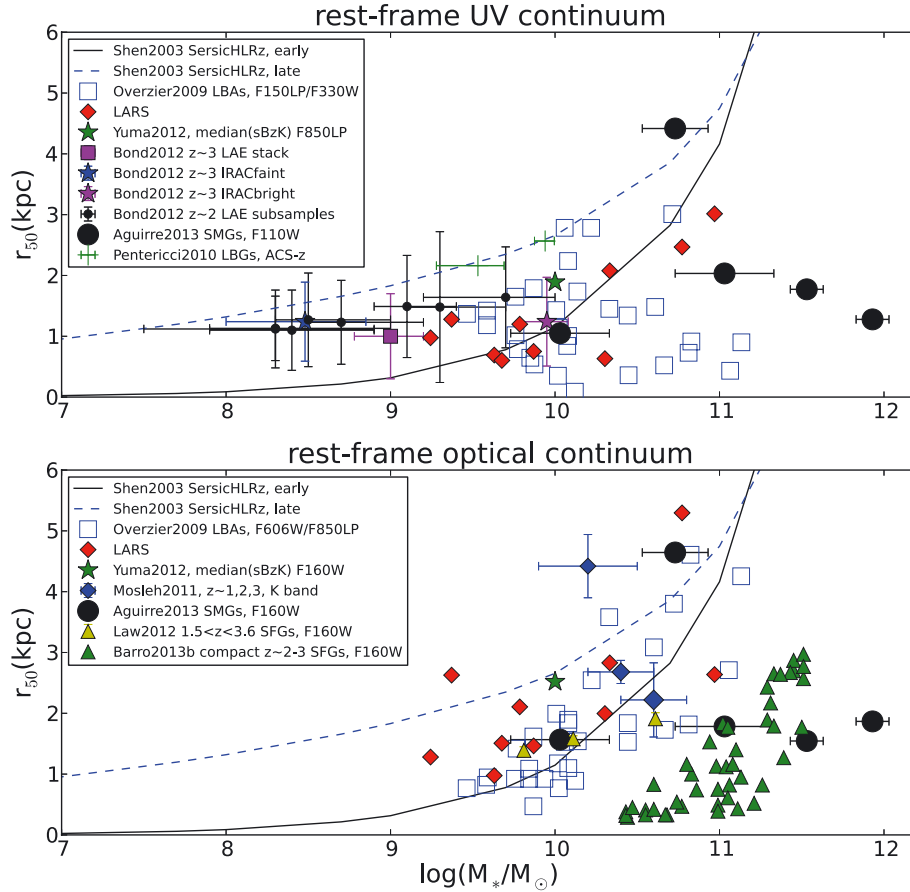 rest-frame UV continuum
6
5
4
3
2
1
0
r50(kpc)
Shen2003 SersicHLRz, early
Shen2003 SersicHLRz, late
Overzier2009 LBAs, F150LP/F330W
LARS
Yuma2012, median(sBzK) F850LP
Bond2012 z~3 LAE stack
Bond2012 z~3 IRACfaint
Bond2012 z~3 IRACbright
Bond2012 z~2 LAE subsamples
Aguirre2013 SMGs, F110W
Pentericci2010 LBGs, ACS-z
7 8 9 10 11 12
rest-frame optical continuum
6
5
4
3
2
1
0
r50(kpc)
Shen2003 SersicHLRz, early
Shen2003 SersicHLRz, late
Overzier2009 LBAs, F606W/F850LP
LARS
Yuma2012, median(sBzK) F160W
Mosleh2011, z~1,2,3, K band
Aguirre2013 SMGs, F160W
Law2012 1.5<z<3.6 SFGs, F160W
Barro2013b compact z~2-3 SFGs, F160W
7 8 9 10 11 12
log(M*/M⊙)